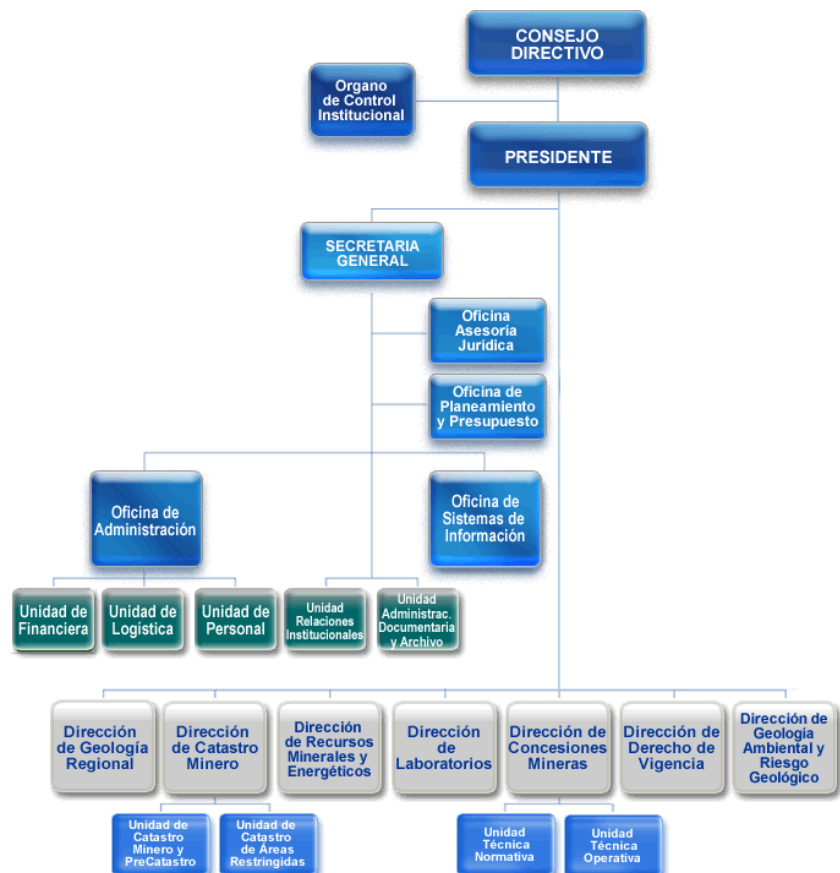 CONSEJO
DIRECTIVO
Organo
de Control
Institucional
PRESIDENTE
SECRETARIA
GENERAL
Oficina
Asesoría
Jurídica
Oficina de
Planeamiento
y Presupuesto
Oficina de
Administración
Oficina de
Sistemas de
Información
Unidad de
Financiera
Unidad de
Logística
Unidad de
Personal
Unidad
Relaciones
Institucionales
Unidad
Administrac.
Documentaria
y Archivo
Dirección
de Geología
Regional
Dirección
de Catastro
Minero
Dirección
de Recursos
Minerales y
Energéticos
Dirección
de
Laboratorios
Dirección de
Concesiones
Mineras
Dirección de
Derecho de
Vigencia
Dirección de
Geología
Ambiental y
Riesgo
Geológico
Unidad de
Catastro
Minero y
PreCatastro
Unidad de
Catastro
de Áreas
Restringidas
Unidad
Técnica
Normativa
Unidad
Técnica
Operativa